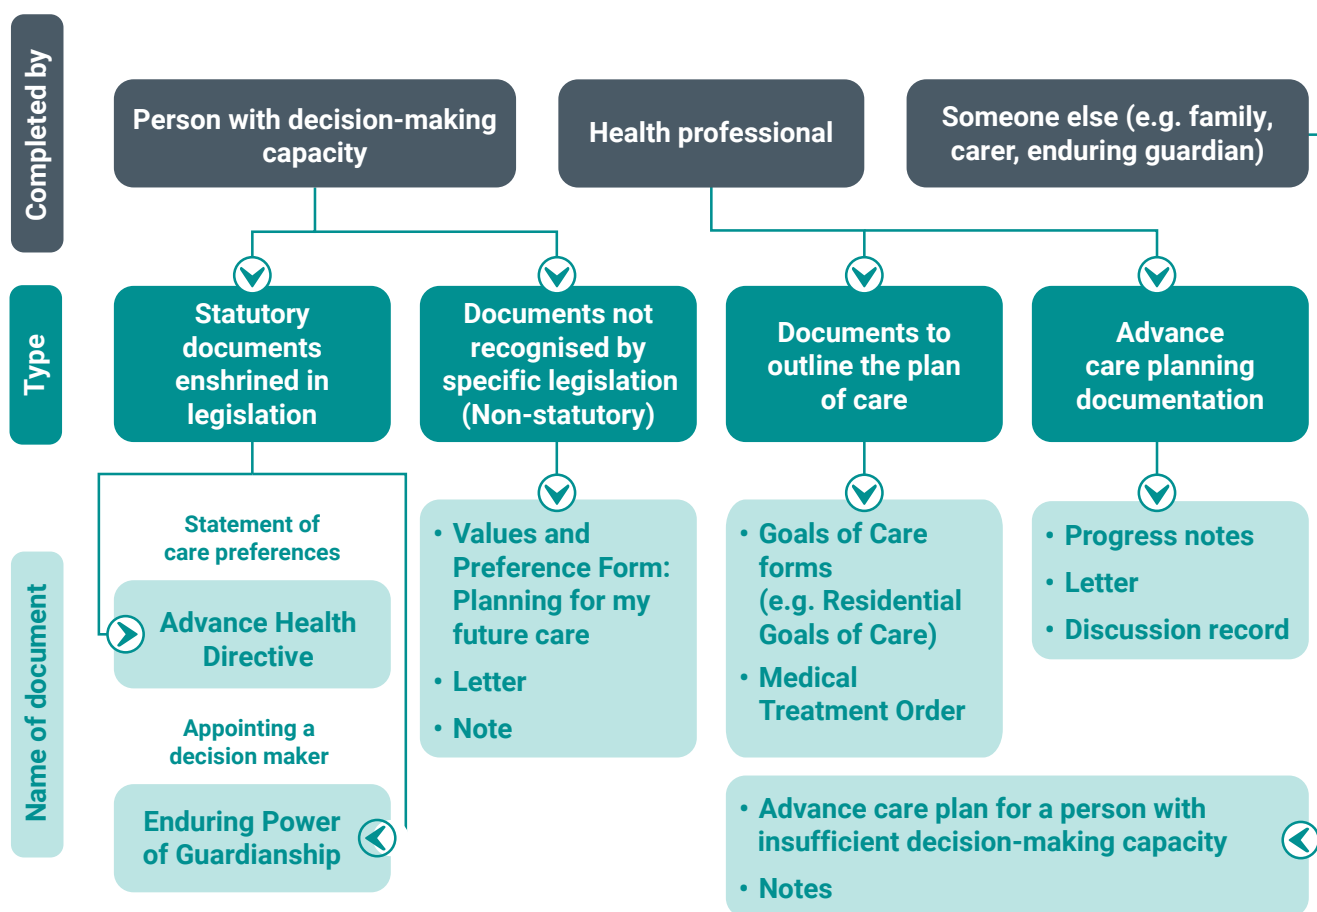 Completed by
Person with decision-making
capacity
Health professional
Someone else (e.g. family,
carer, enduring guardian)
Type
Statutory
documents
enshrined in
legislation
Documents not
recognised by
specific legislation
(Non-statutory)
Documents to
outline the plan
of care
Advance
care planning
documentation
Name of document
Statement of
care preferences
Advance Health
Directive
Appointing a
decision maker
Enduring Power
of Guardianship
• Values and
Preference Form:
Planning for my
future care
• Letter
• Note
• Goals of Care
forms
(e.g. Residential
Goals of Care)
• Medical
Treatment Order
• Progress notes
• Letter
• Discussion record
• Advance care plan for a person with
insufficient decision-making capacity
• Notes